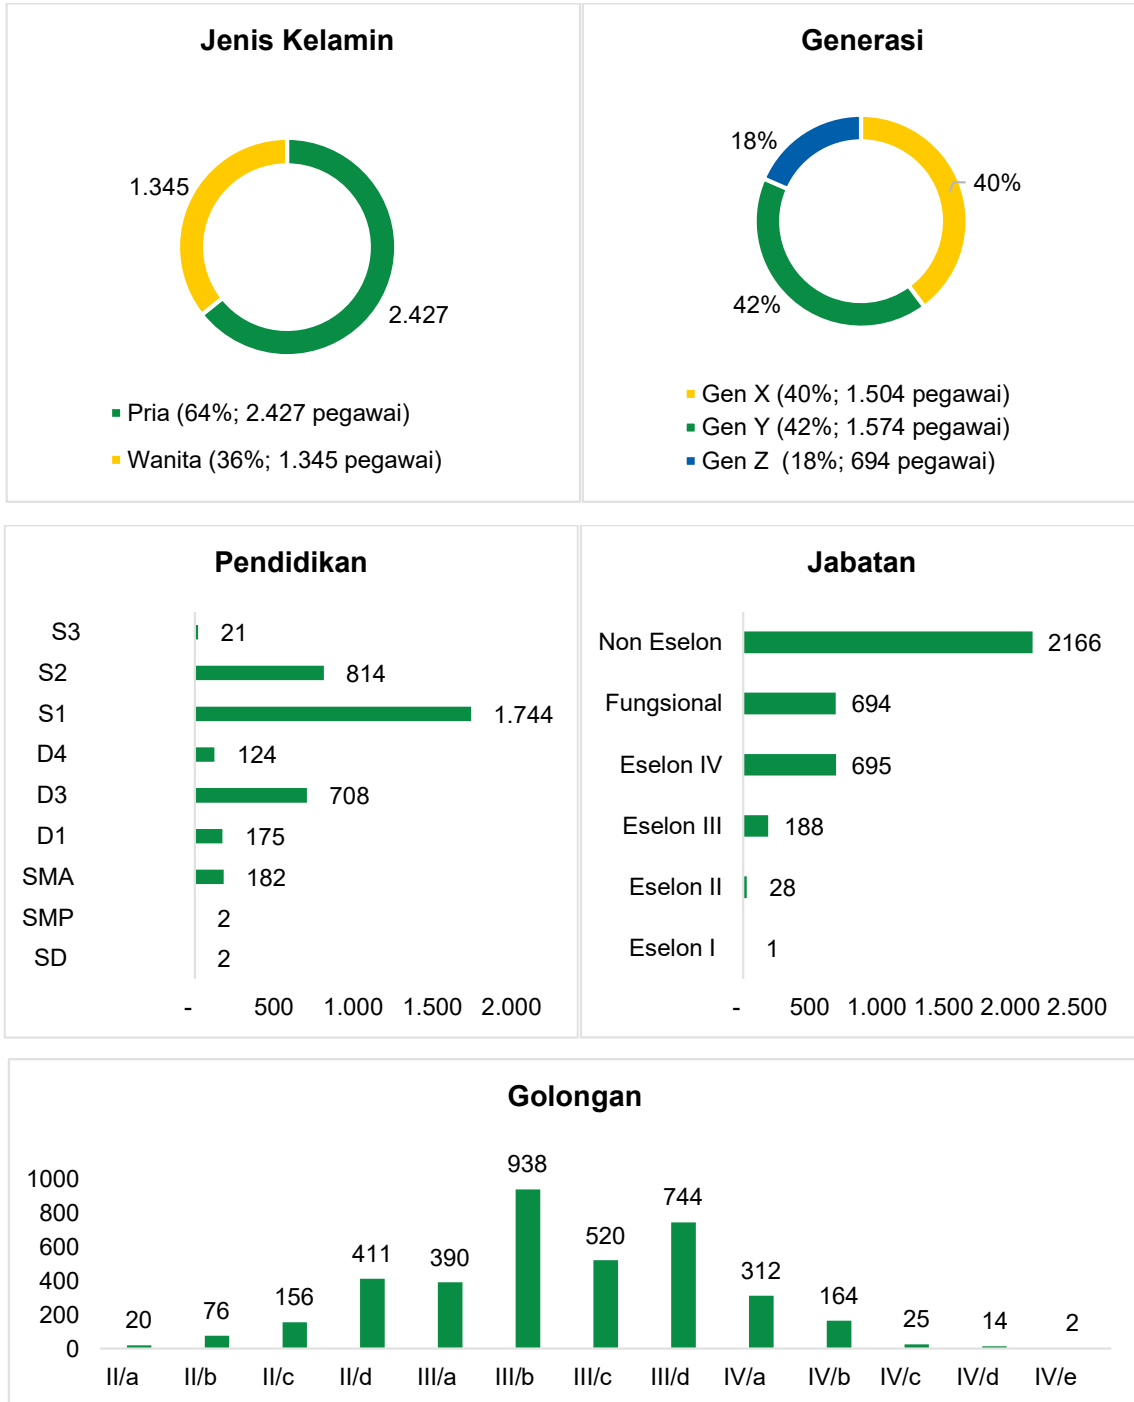 Jenis Kelamin
1.345
2.427
Pria (64%; 2.427 pegawai)
Wanita (36%; 1.345 pegawai)
Generasi
18%
40%
42%
Gen X (40%; 1.504 pegawai)
Gen Y (42%; 1.574 pegawai)
Gen Z (18%; 694 pegawai)
Pendidikan
S3 21
S2 814
S1 1.744
D4 124
D3 708
D1 175
SMA 182
SMP 2
SD 2
- 500 1.000 1.500 2.000
Jabatan
Non Eselon 2166
Fungsional 694
Eselon IV 695
Eselon III 188
Eselon II 28
Eselon I 1
- 500 1.000 1.500 2.000 2.500
Golongan
1000
800
600
400
200
0
20 76 156 411 390 938 520 744 312 164 25 14 2
II/a II/b II/c II/d III/a III/b III/c III/d IV/a IV/b IV/c IV/d IV/e